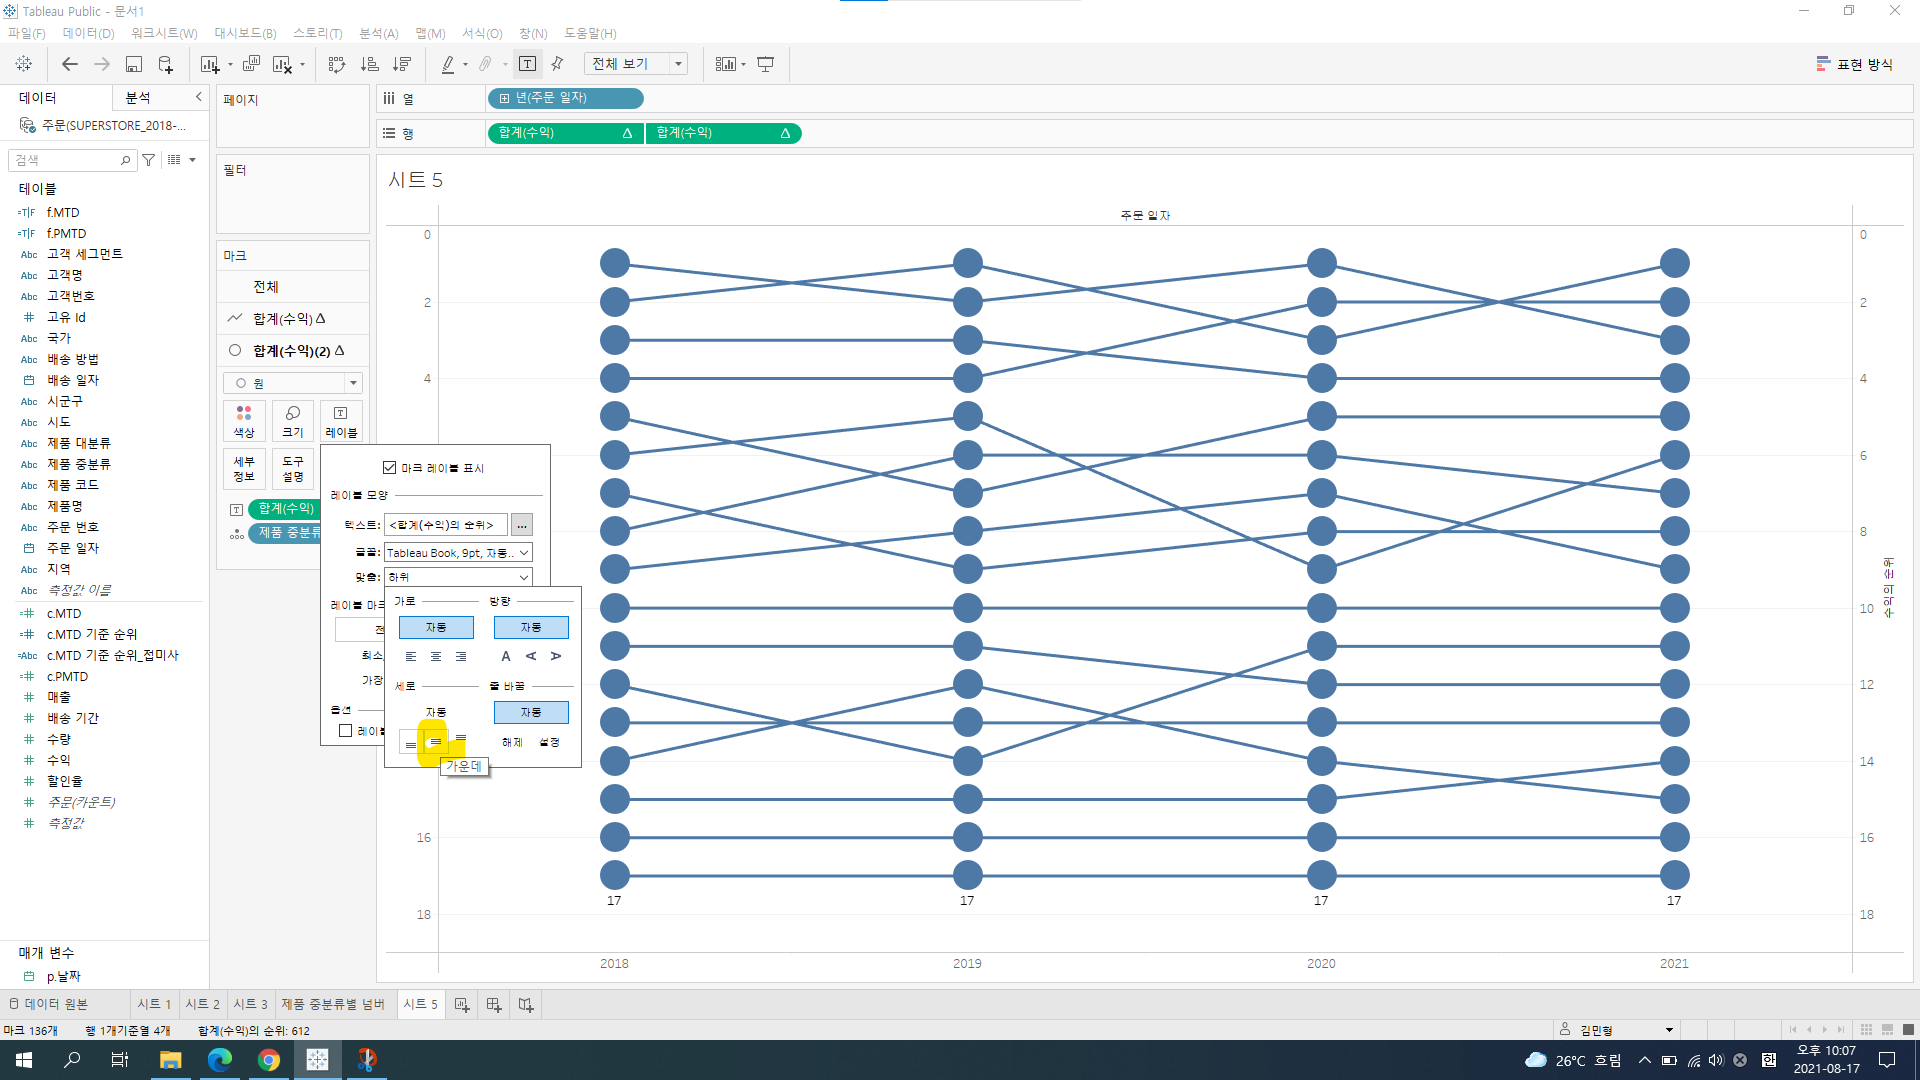 Tableau Public - 문서1
파일(F) 데이터(D) 워크시트(W) 대시보드(B) 스토리(T) 분석(A) 맵(M) 서식(O) 창(N) 도움말(H)
전체 보기
표현 방식
데이터 분석
주문(SUPERSTORE_2018-...
검색
테이블
=T|F f.MTD
=T|F f.PMTD
Abc 고객 세그먼트
Abc 고객명
Abc 고객번호
# 고유 Id
Abc 국가
Abc 배송 방법
배송 일자
Abc 시군구
Abc 시도
Abc 제품 대분류
Abc 제품 중분류
Abc 제품 코드
Abc 제품명
Abc 주문 번호
주문 일자
Abc 지역
Abc 측정값 이름
=# c.MTD
=# c.MTD 기준 순위
=Abc c.MTD 기준 순위_접미사
=# c.PMTD
# 매출
# 배송 기간
# 수량
# 수익
# 할인율
# 주문(카운트)
# 측정값
매개 변수
p.날짜
페이지
필터
마크
전체
합계(수익) Δ
합계(수익)(2) Δ
원
색상 크기 레이블
세부 정보 도구 설명
합계(수익)
제품 중분류
마크 레이블 표시
레이블 모양
텍스트: <합계(수익)의 순위> ...
글꼴: Tableau Book, 9pt, 자동..
맞춤: 하위
레이블 마크
전
최소
가장
옵션
레이블
가로 방향
자동 자동
A A A
세로 줄 바꿈
자동 자동
해제 설정
가운데
열 년(주문 일자)
행 합계(수익) Δ 합계(수익) Δ
시트 5
주문 일자
0 0
2 2
4 4
6
8
10
12
14
16 16
17 17 17 17
18 18
수익의 순위
2018 2019 2020 2021
데이터 원본 시트 1 시트 2 시트 3 제품 중분류별 넘버 시트 5
마크 136개 행 1개기준열 4개 합계(수익)의 순위: 612
김민형
26°C 흐림
한
오후 10:07
2021-08-17